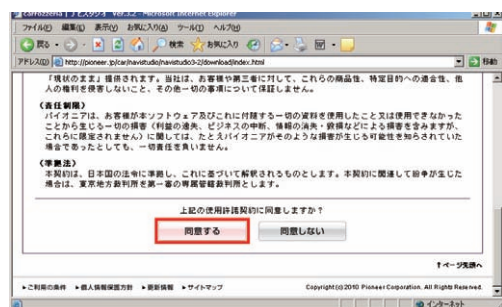 carrozzeria | ナビスタジオ Ver.3.2 - Microsoft Internet Explorer
ファイル(F) 編集(E) 表示(V) お気に入り(A) ツール(T) ヘルプ(H)
戻る 検索 お気に入り
アドレス(D) http://pioneer.jp/car/navistudio/navistudio3-2/download/index.html 移動
「現状のまま」提供されます。当社は、お客様や第三者に対して、これらの商品性、特定目的への適合性、他
人の権利を侵害しないこと、その他一切の事項について保証しません。
《責任制限》
パイオニアは、お客様が本ソフトウェア及びこれに付随する一切の資料を使用したこと又は使用できなかった
ことから生じる一切の損害（利益の逸失、ビジネスの中断、情報の消失・毀損などによる損害を含みますが、
これらに限定されません）に関しては、たとえパイオニアがそのような損害が生じる可能性を知らされていた
場合であったとしても、一切責任を負いません。
《準拠法》
本契約は、日本国の法令に準拠し、これに基づいて解釈されるものとします。本契約に関連して紛争が生じた
場合は、東京地方裁判所を第一審の専属管轄裁判所とします。
上記の使用許諾契約に同意しますか？
同意する 同意しない
↑ページ先頭へ
▸ご利用の条件 ▸個人情報保護方針 ▸更新情報 ▸サイトマップ Copyright(c)2010 Pioneer Corporation. All Rights Reserved.
インターネット